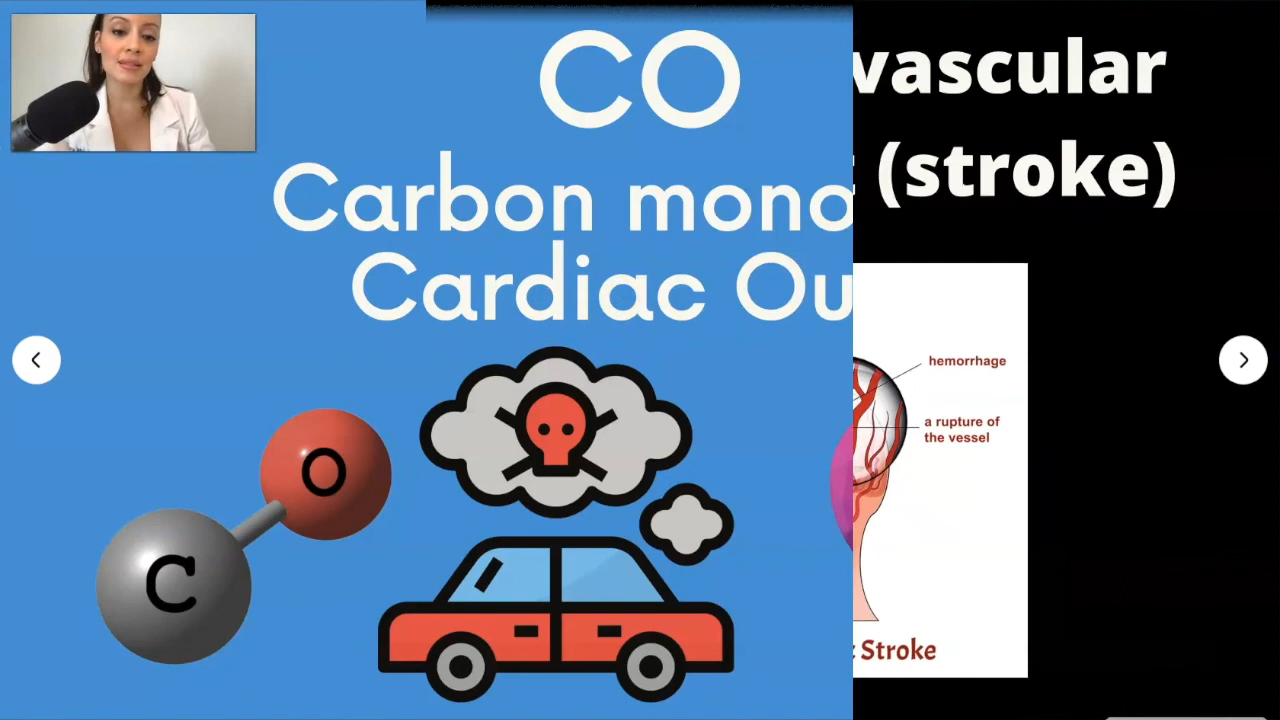 CO
Carbon mono
Cardiac Ou
vascular
(stroke)
hemorrhage
a rupture of
the vessel
Stroke
O
C